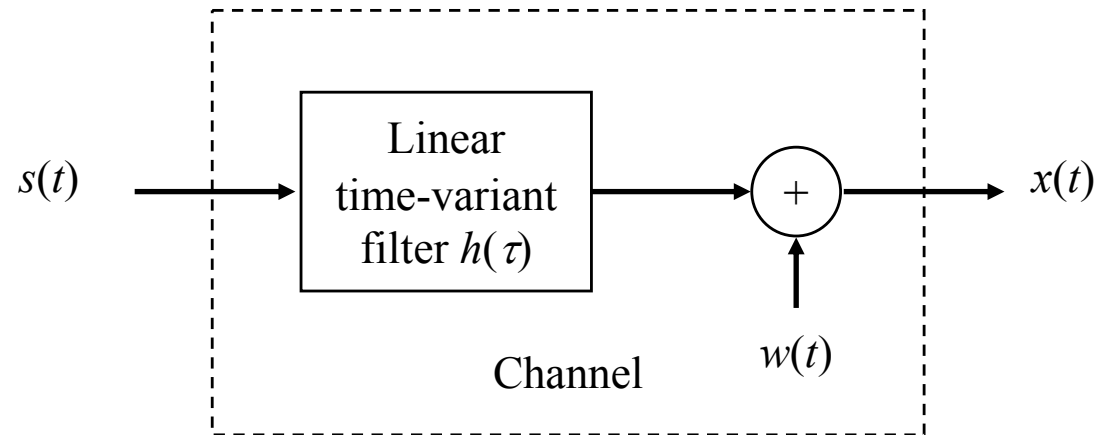 s(t)
Linear
time-variant
filter h(τ)
+
x(t)
w(t)
Channel